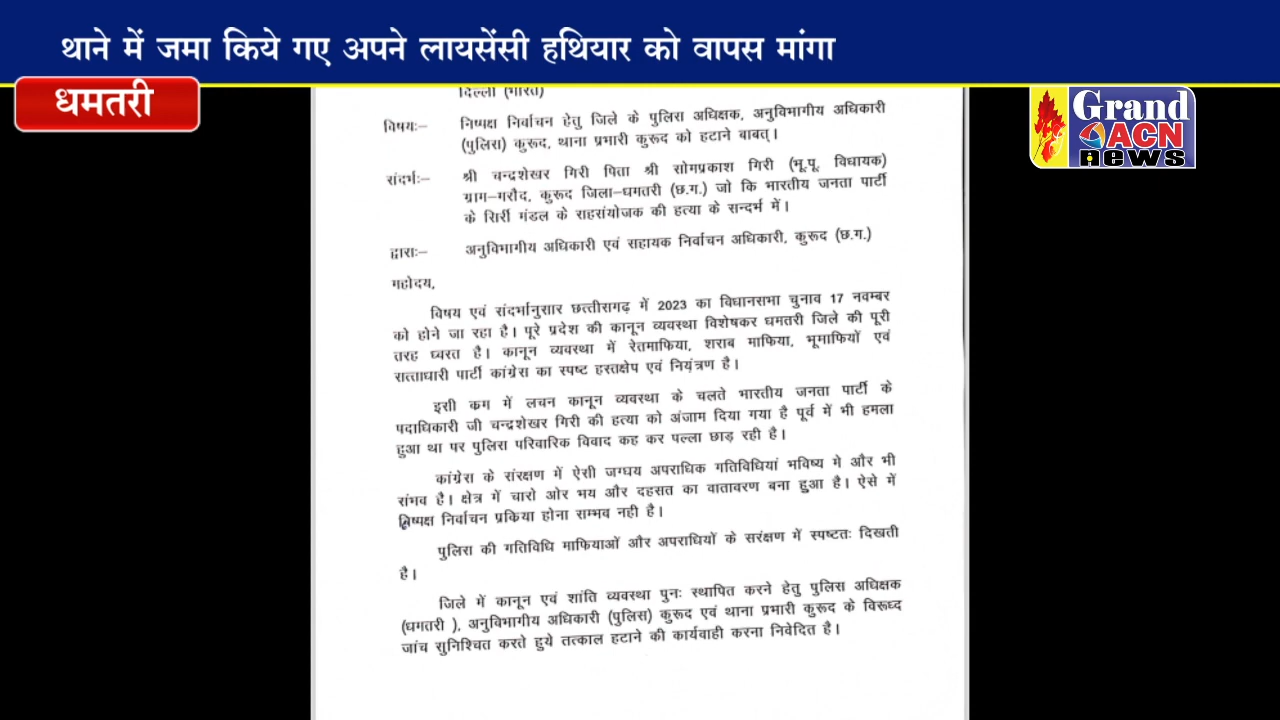 थाने में जमा किये गए अपने लायसेंसी हथियार को वापस मांगा
धमतरी
Grand
ACN
news
दिल्ली (भारत)
विषयः– निष्पक्ष निर्वाचन हेतु जिले के पुलिस अधिक्षक, अनुविभागीय अधिकारी
(पुलिस) कुरूद, थाना प्रभारी कुरूद को हटाने बाबत्।
संदर्भः– श्री चन्द्रशेखर गिरी पिता श्री सोमप्रकाश गिरी (भू.पू. विधायक)
ग्राम–मरौद, कुरूद जिला–धमतरी (छ.ग.) जो कि भारतीय जनता पार्टी
के सिर्री मंडल के सहसंयोजक की हत्या के सन्दर्भ में।
द्वाराः– अनुविभागीय अधिकारी एवं सहायक निर्वाचन अधिकारी, कुरूद (छ.ग.)
महोदय,
विषय एवं संदर्भानुसार छत्तीसगढ़ में 2023 का विधानसभा चुनाव 17 नवम्बर
को होने जा रहा है। पूरे प्रदेश की कानून व्यवस्था विशेषकर धमतरी जिले की पूरी
तरह ध्वस्त है। कानून व्यवस्था में रेतमाफिया, शराब माफिया, भूमाफियों एवं
सत्ताधारी पार्टी कांग्रेस का स्पष्ट हस्तक्षेप एवं नियंत्रण है।
इसी कम में लचन कानून व्यवस्था के चलते भारतीय जनता पार्टी के
पदाधिकारी जी चन्द्रशेखर गिरी की हत्या को अंजाम दिया गया है पूर्व में भी हमला
हुआ था पर पुलिस परिवारिक विवाद कह कर पल्ला छाड़ रही है।
कांग्रेस के संरक्षण में ऐसी जग्घय अपराधिक गतिविधियां भविष्य मे और भी
संभव है। क्षेत्र में चारो ओर भय और दहसत का वातावरण बना हुआ है। ऐसे में
निष्पक्ष निर्वाचन प्रकिया होना सम्भव नही है।
पुलिस की गतिविधि माफियाओं और अपराधियों के सरंक्षण में स्पष्टतः दिखती
है।
जिले में कानून एवं शांति व्यवस्था पुनः स्थापित करने हेतु पुलिस अधिक्षक
(धमतरी ), अनुविभागीय अधिकारी (पुलिस) कुरूद एवं थाना प्रभारी कुरूद के विरूध्द
जांच सुनिश्चित करते हुये तत्काल हटाने की कार्यवाही करना निवेदित है।